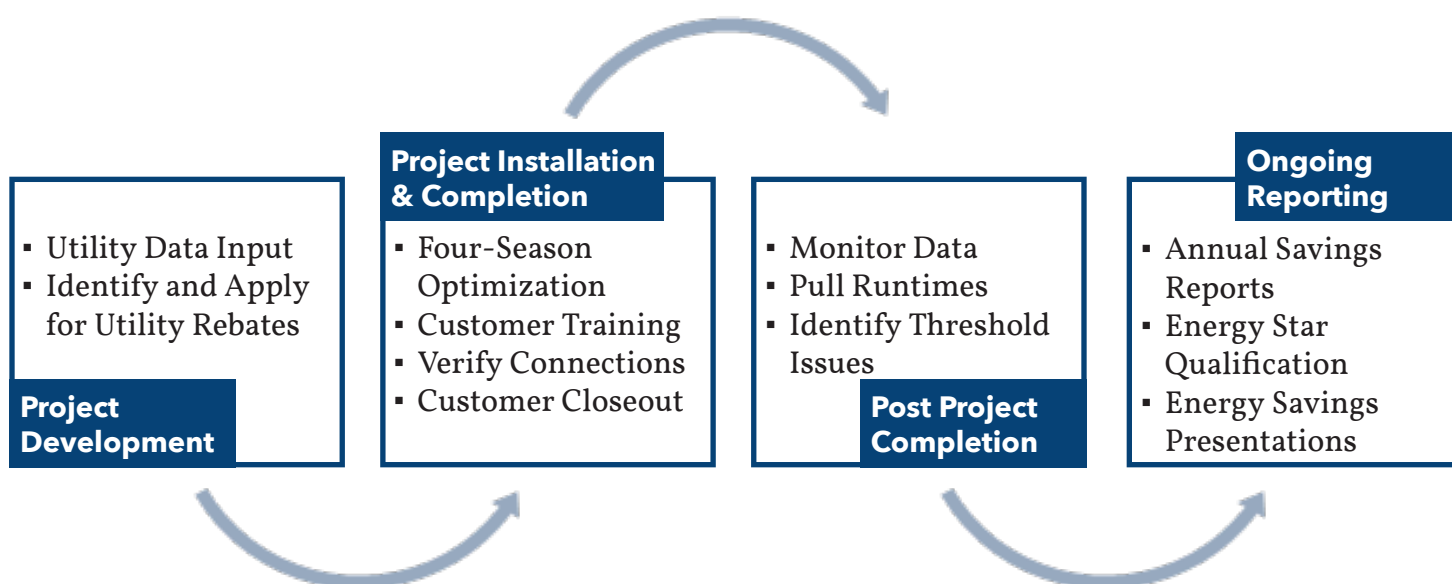 ▪ Utility Data Input
▪ Identify and Apply
for Utility Rebates
Project
Development
Project Installation
& Completion
▪ Four-Season
Optimization
▪ Customer Training
▪ Verify Connections
▪ Customer Closeout
▪ Monitor Data
▪ Pull Runtimes
▪ Identify Threshold
Issues
Post Project
Completion
Ongoing
Reporting
▪ Annual Savings
Reports
▪ Energy Star
Qualification
▪ Energy Savings
Presentations